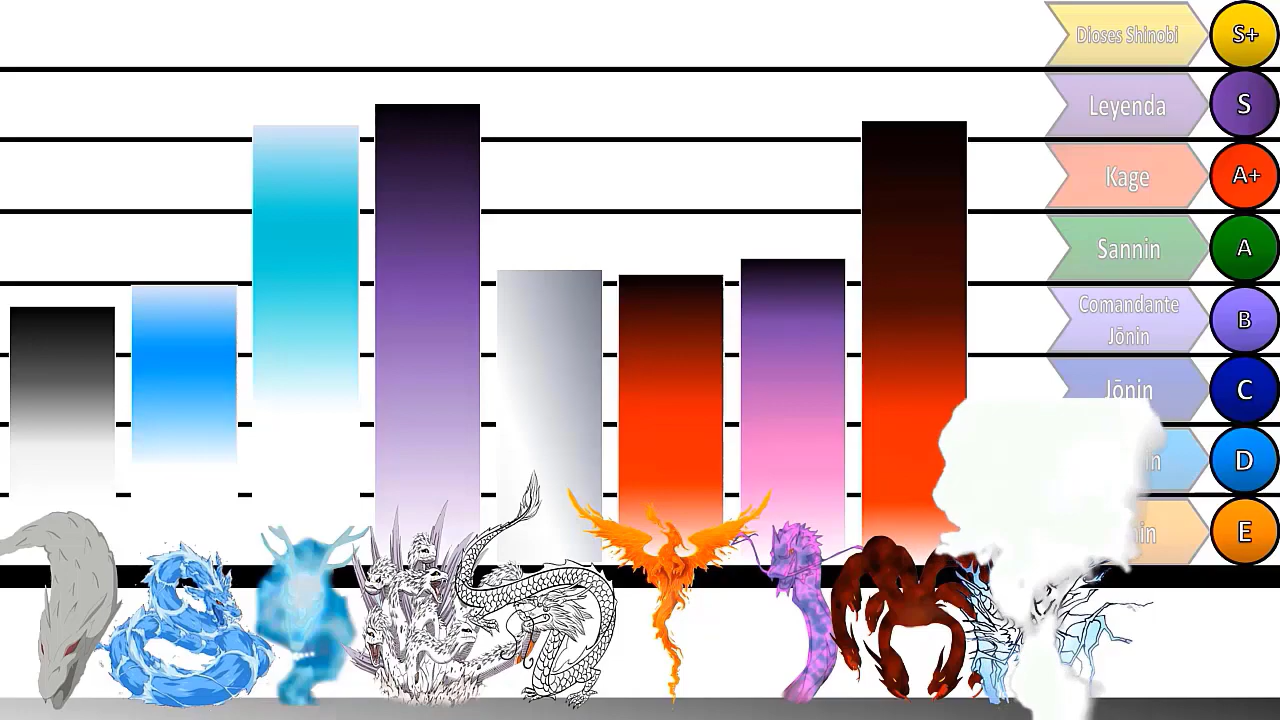 Dioses Shinobi S+
Leyenda S
Kage A+
Sannin A
Comandante
Jōnin B
Jōnin C
D
E